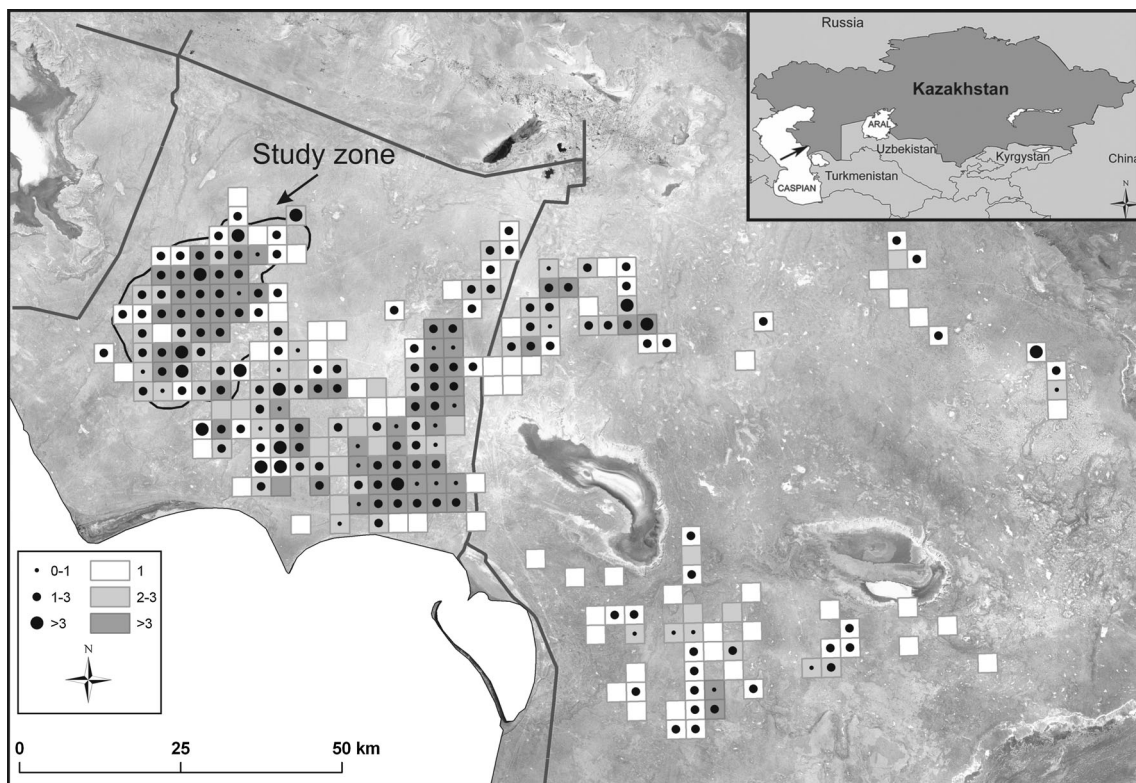 Russia
Kazakhstan
ARAL
Uzbekistan
Kyrgystan
China
Turkmenistan
CASPIAN
N
Study zone
0-1 1
1-3 2-3
>3 >3
N
0 25 50 km